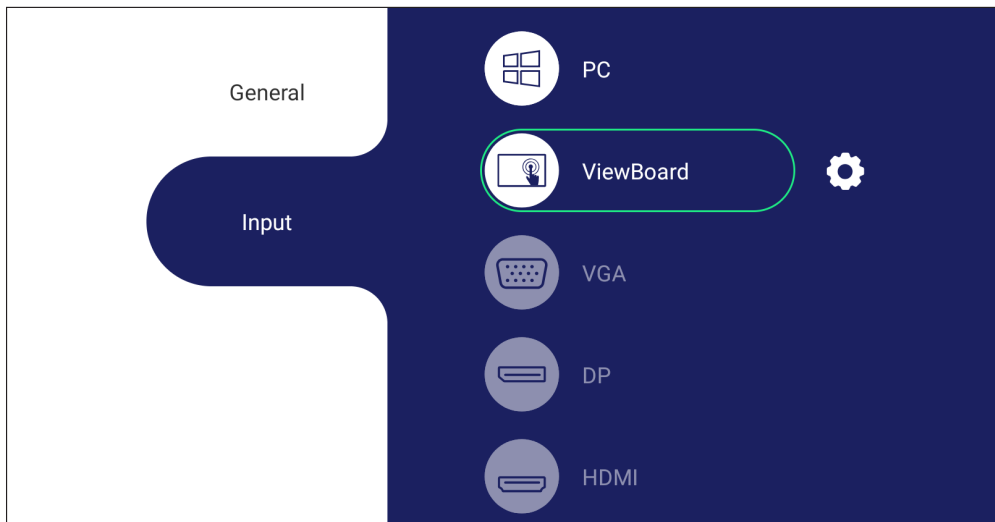 General
Input
PC
ViewBoard
VGA
DP
HDMI